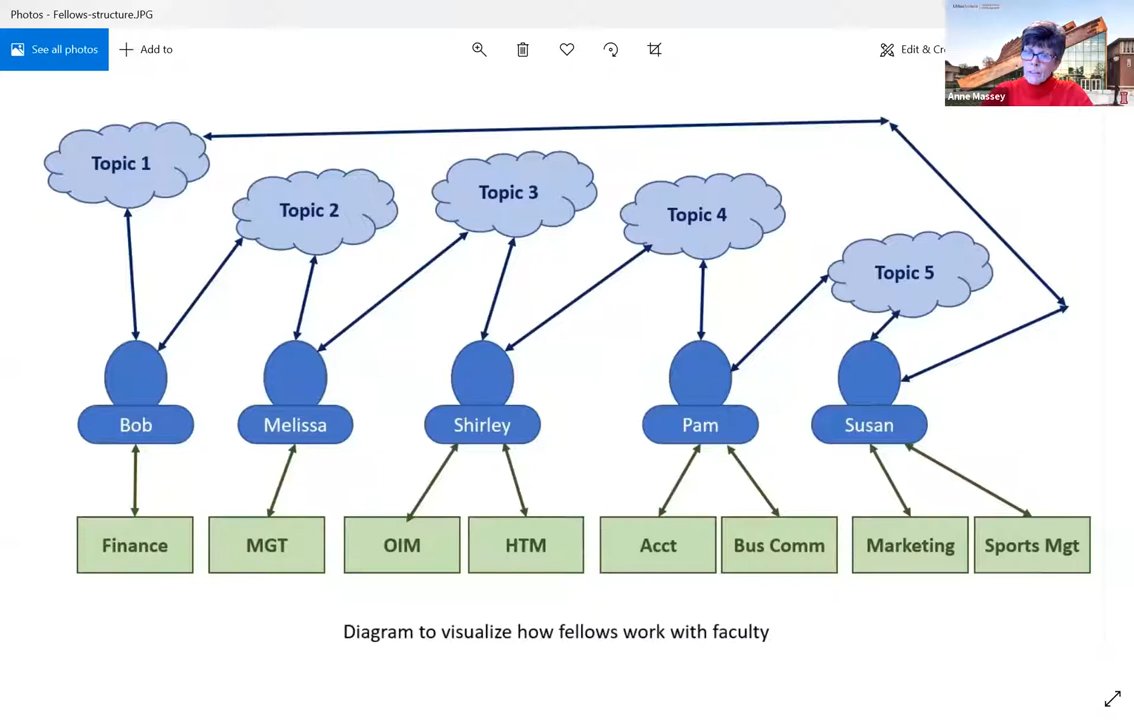 Photos - Fellows-structure.JPG
See all photos
Add to
Edit & Cr
Anne Massey
Topic 1
Topic 2
Topic 3
Topic 4
Topic 5
Bob
Melissa
Shirley
Pam
Susan
Finance
MGT
OIM
HTM
Acct
Bus Comm
Marketing
Sports Mgt
Diagram to visualize how fellows work with faculty